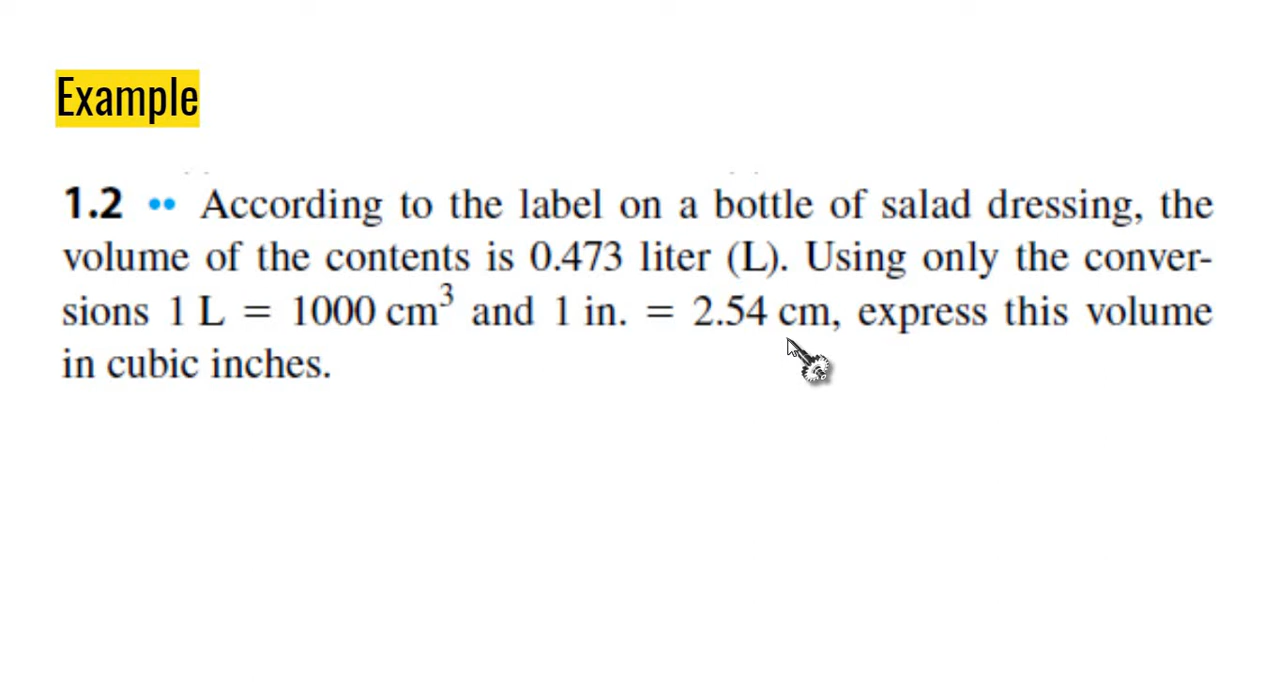 Example
1.2 •• According to the label on a bottle of salad dressing, the
volume of the contents is 0.473 liter (L). Using only the conver-
sions 1 L = 1000 cm³ and 1 in. = 2.54 cm, express this volume
in cubic inches.